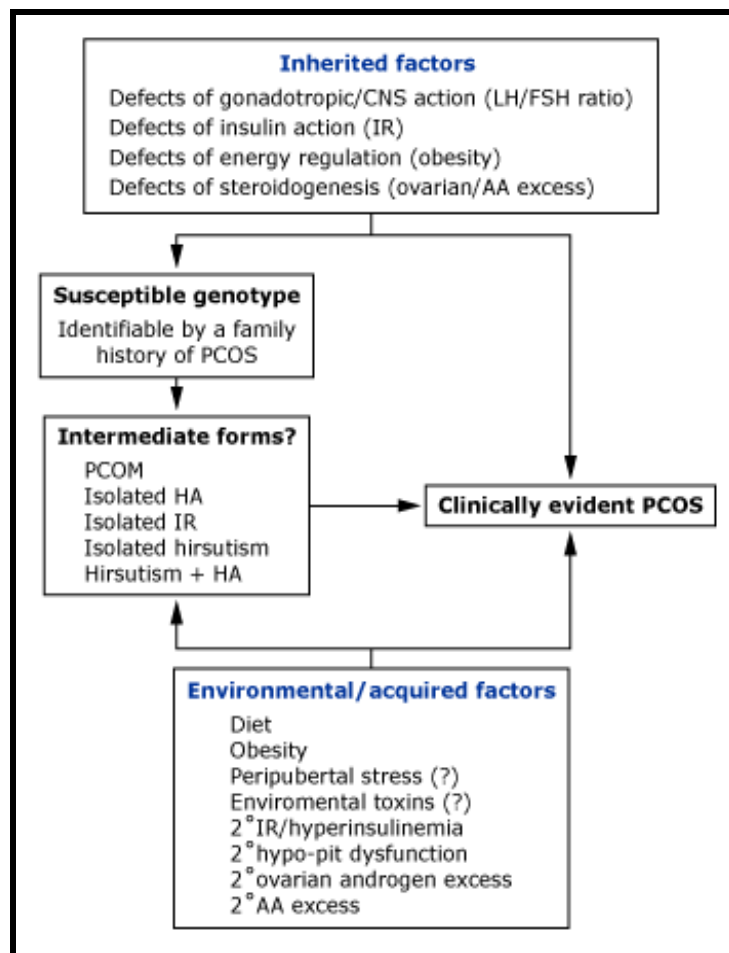 Inherited factors
Defects of gonadotropic/CNS action (LH/FSH ratio)
Defects of insulin action (IR)
Defects of energy regulation (obesity)
Defects of steroidogenesis (ovarian/AA excess)
Susceptible genotype
Identifiable by a family
history of PCOS
Intermediate forms?
PCOM
Isolated HA
Isolated IR
Isolated hirsutism
Hirsutism + HA
Clinically evident PCOS
Environmental/acquired factors
Diet
Obesity
Peripubertal stress (?)
Enviromental toxins (?)
2°IR/hyperinsulinemia
2°hypo-pit dysfunction
2°ovarian androgen excess
2°AA excess